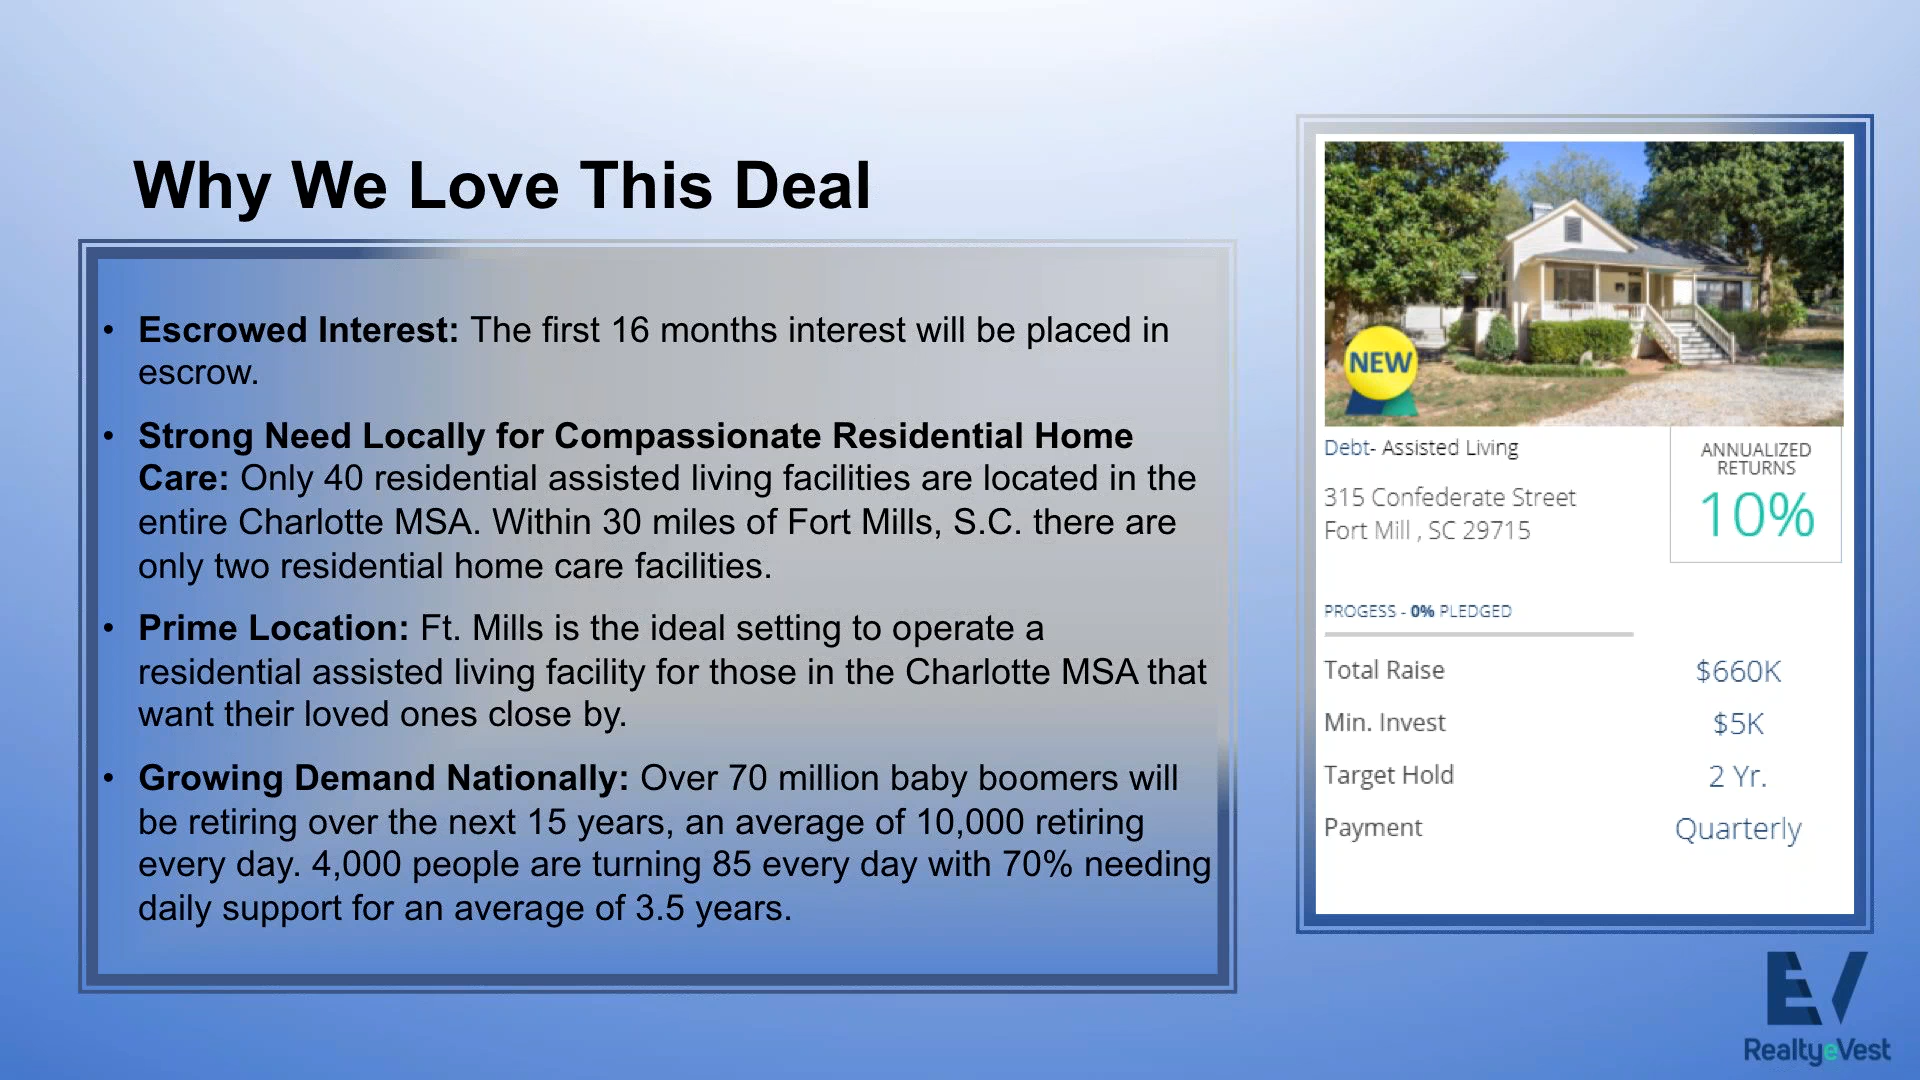 Why We Love This Deal
• Escrowed Interest: The first 16 months interest will be placed in
escrow.
• Strong Need Locally for Compassionate Residential Home
Care: Only 40 residential assisted living facilities are located in the
entire Charlotte MSA. Within 30 miles of Fort Mills, S.C. there are
only two residential home care facilities.
• Prime Location: Ft. Mills is the ideal setting to operate a
residential assisted living facility for those in the Charlotte MSA that
want their loved ones close by.
• Growing Demand Nationally: Over 70 million baby boomers will
be retiring over the next 15 years, an average of 10,000 retiring
every day. 4,000 people are turning 85 every day with 70% needing
daily support for an average of 3.5 years.
NEW
Debt- Assisted Living
315 Confederate Street
Fort Mill , SC 29715
ANNUALIZED
RETURNS
10%
PROGESS - 0% PLEDGED
Total Raise $660K
Min. Invest $5K
Target Hold 2 Yr.
Payment Quarterly
EV
RealtyeVest